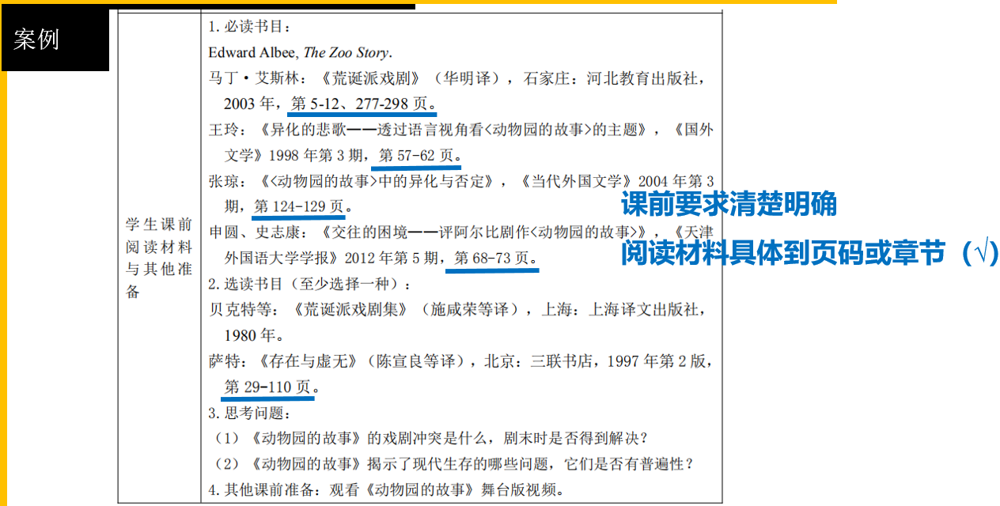 案例
学生课前
阅读材料
与其他准
备
1.必读书目：
Edward Albee, The Zoo Story.
马丁·艾斯林：《荒诞派戏剧》（华明译），石家庄：河北教育出版社，
2003 年，第 5-12、277-298 页。
王玲：《异化的悲歌——透过语言视角看<动物园的故事>的主题》，《国外
文学》1998 年第 3 期，第 57-62 页。
张琼：《<动物园的故事>中的异化与否定》，《当代外国文学》2004 年第 3
期，第 124-129 页。
申圆、史志康：《交往的困境——评阿尔比剧作<动物园的故事>》，《天津
外国语大学学报》2012 年第 5 期，第 68-73 页。
2.选读书目（至少选择一种）：
贝克特等：《荒诞派戏剧集》（施咸荣等译），上海：上海译文出版社，
1980 年。
萨特：《存在与虚无》（陈宣良等译），北京：三联书店，1997 年第 2 版，
第 29-110 页。
3.思考问题：
（1）《动物园的故事》的戏剧冲突是什么，剧末时是否得到解决？
（2）《动物园的故事》揭示了现代生存的哪些问题，它们是否有普遍性？
4.其他课前准备：观看《动物园的故事》舞台版视频。
课前要求清楚明确
阅读材料具体到页码或章节（√）